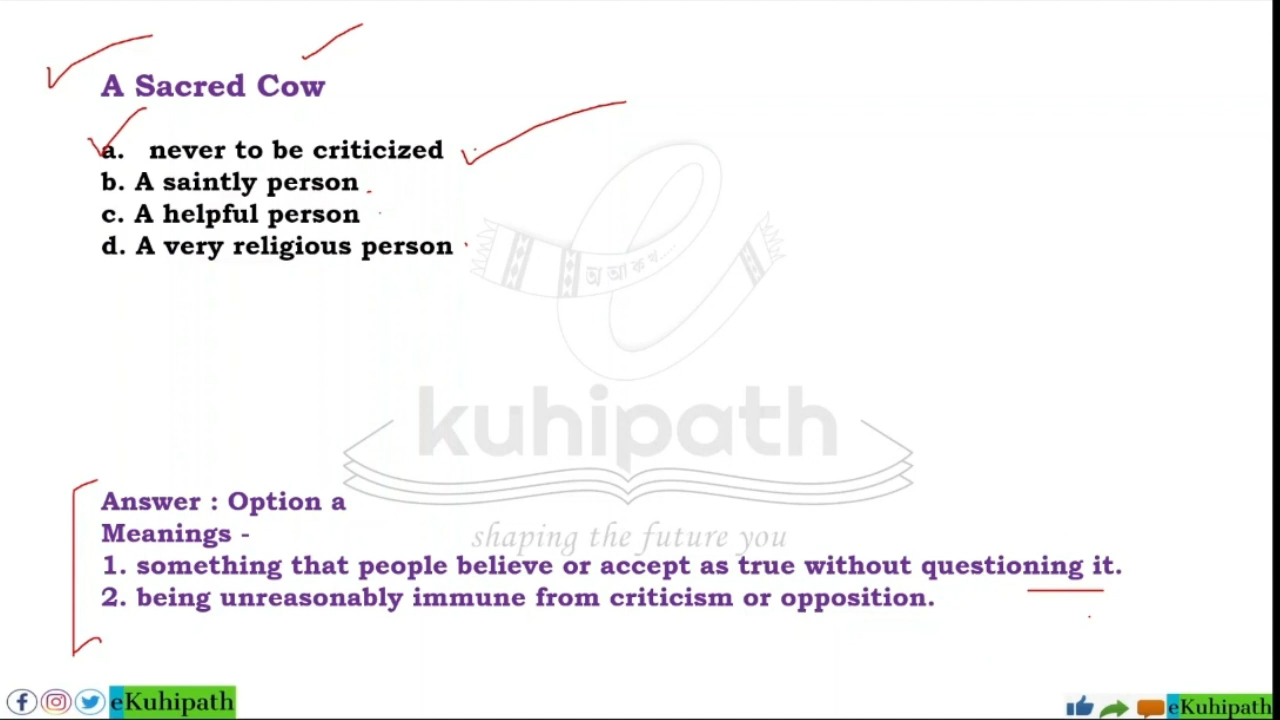 A Sacred Cow
a. never to be criticized
b. A saintly person
c. A helpful person
d. A very religious person
অ আ ক খ....
kuhipath
Answer : Option a
Meanings -
shaping the future you
1. something that people believe or accept as true without questioning it.
2. being unreasonably immune from criticism or opposition.
eKuhipath
eKuhipath